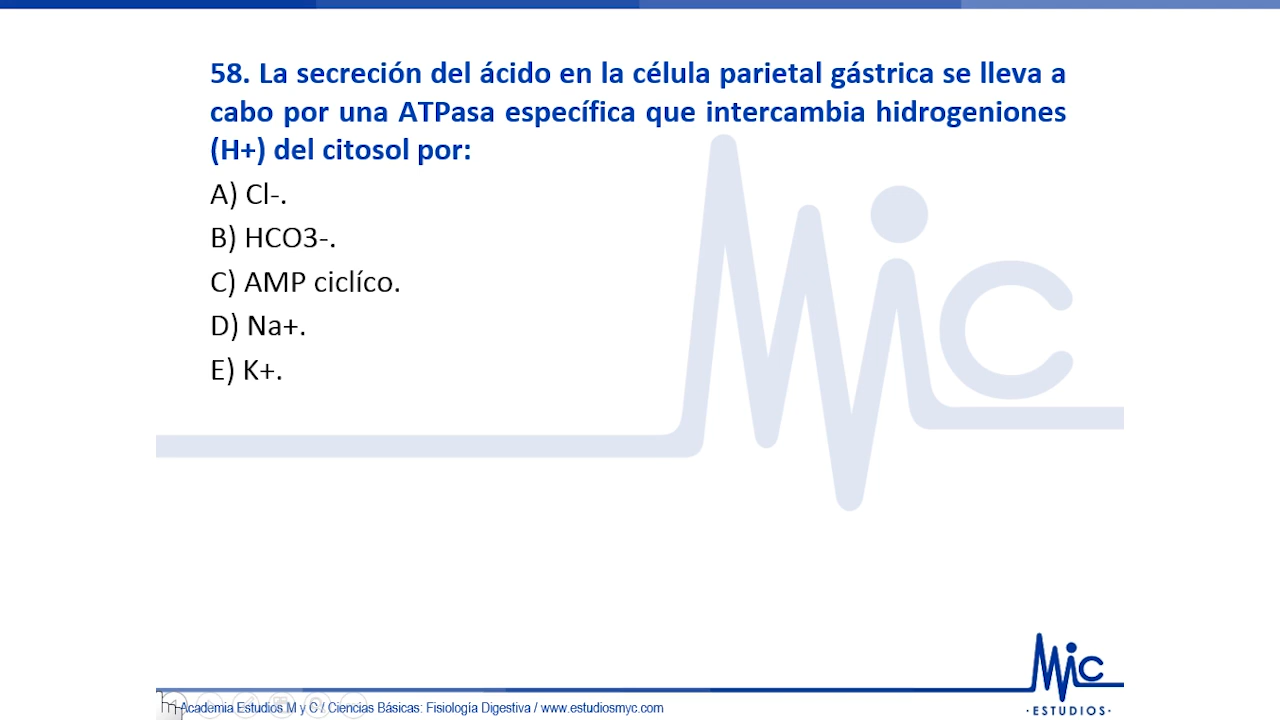 58. La secreción del ácido en la célula parietal gástrica se lleva a
cabo por una ATPasa específica que intercambia hidrogeniones
(H+) del citosol por:
A) Cl-.
B) HCO3-.
C) AMP ciclíco.
D) Na+.
E) K+.
MiC
MiC
·ESTUDIOS·
Academia Estudios M y C / Ciencias Básicas: Fisiología Digestiva / www.estudiosmyc.com